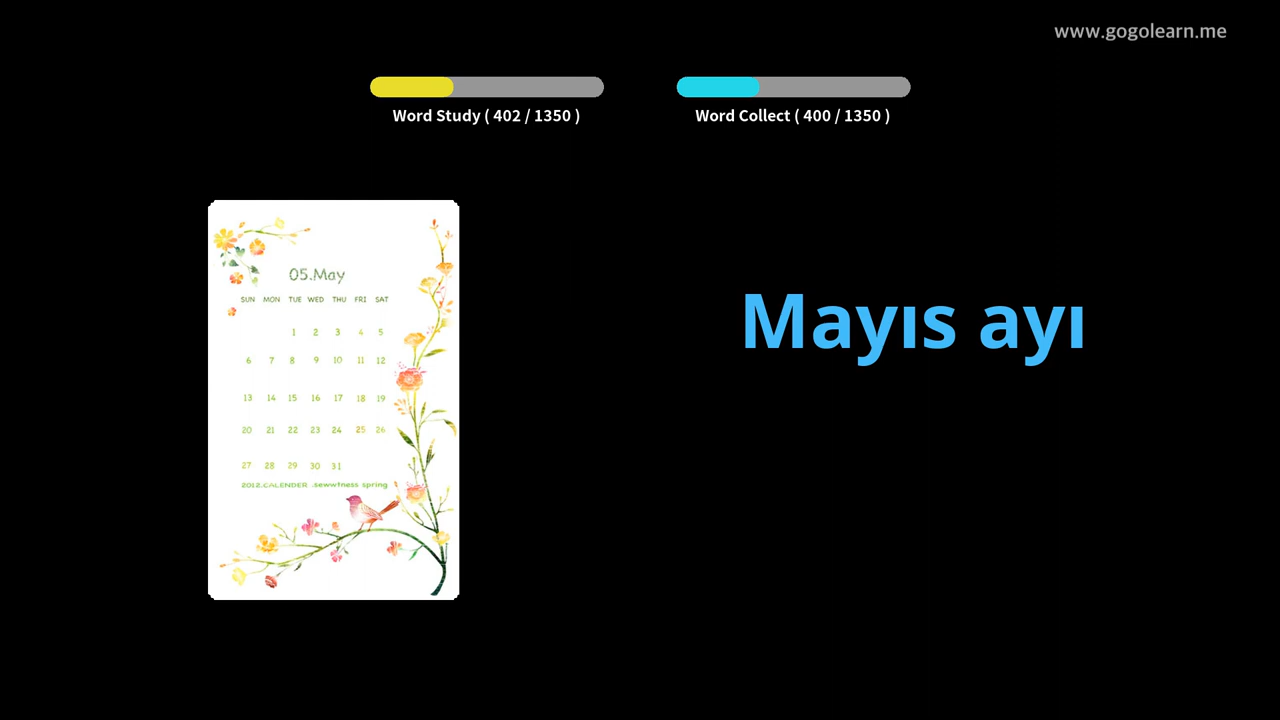 www.gogolearn.me
Word Study ( 402 / 1350 )
Word Collect ( 400 / 1350 )
05.May
SUN MON TUE WED THU FRI SAT
1 2 3 4 5
6 7 8 9 10 11 12
13 14 15 16 17 18 19
20 21 22 23 24 25 26
27 28 29 30 31
2012.CALENDER .sewwtness spring
Mayıs ayı